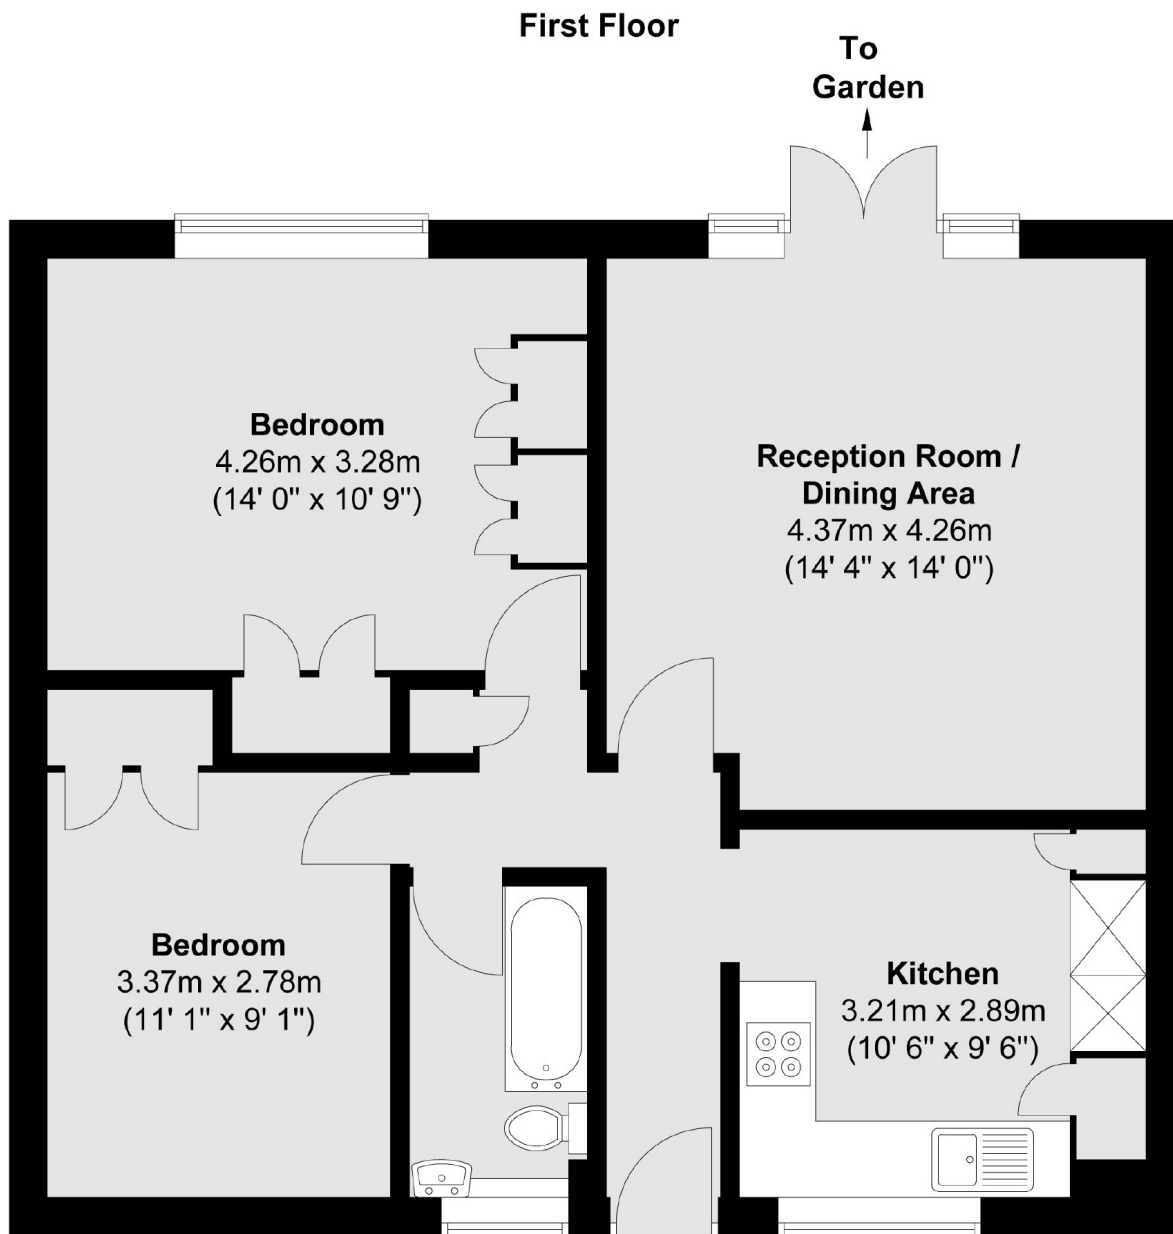 First Floor
To
Garden
Bedroom
4.26m x 3.28m
(14' 0" x 10' 9")
Reception Room /
Dining Area
4.37m x 4.26m
(14' 4" x 14' 0")
Bedroom
3.37m x 2.78m
(11' 1" x 9' 1")
Kitchen
3.21m x 2.89m
(10' 6" x 9' 6")